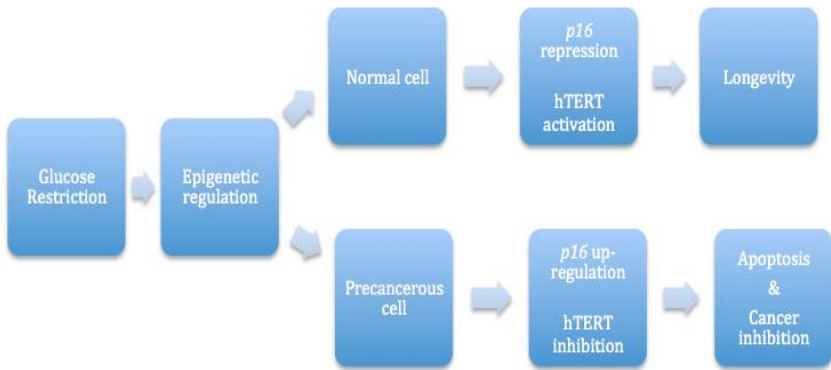 Glucose
Restriction
Epigenetic
regulation
Normal cell
p16
repression
hTERT
activation
Longevity
Precancerous
cell
p16 up-
regulation
hTERT
inhibition
Apoptosis
&
Cancer
inhibition